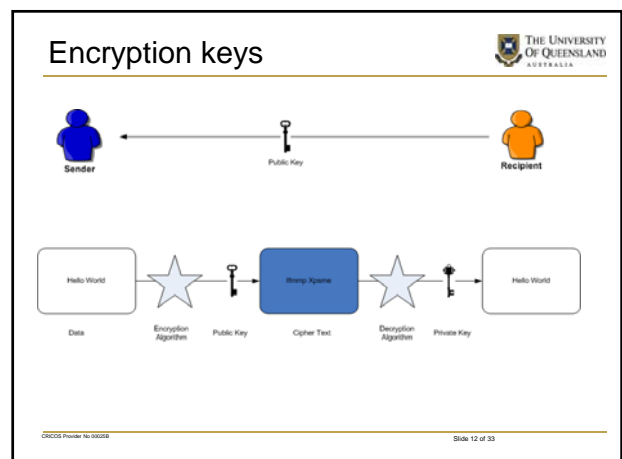 Encryption keys
THE UNIVERSITY
OF QUEENSLAND
AUSTRALIA
Public Key
Sender
Recipient
Hello World
Ifmmp Xpsme
Hello World
Data
Encryption
Algorithm
Public Key
Cipher Text
Decryption
Algorithm
Private Key
CRICOS Provider No 00025B
Slide 12 of 33